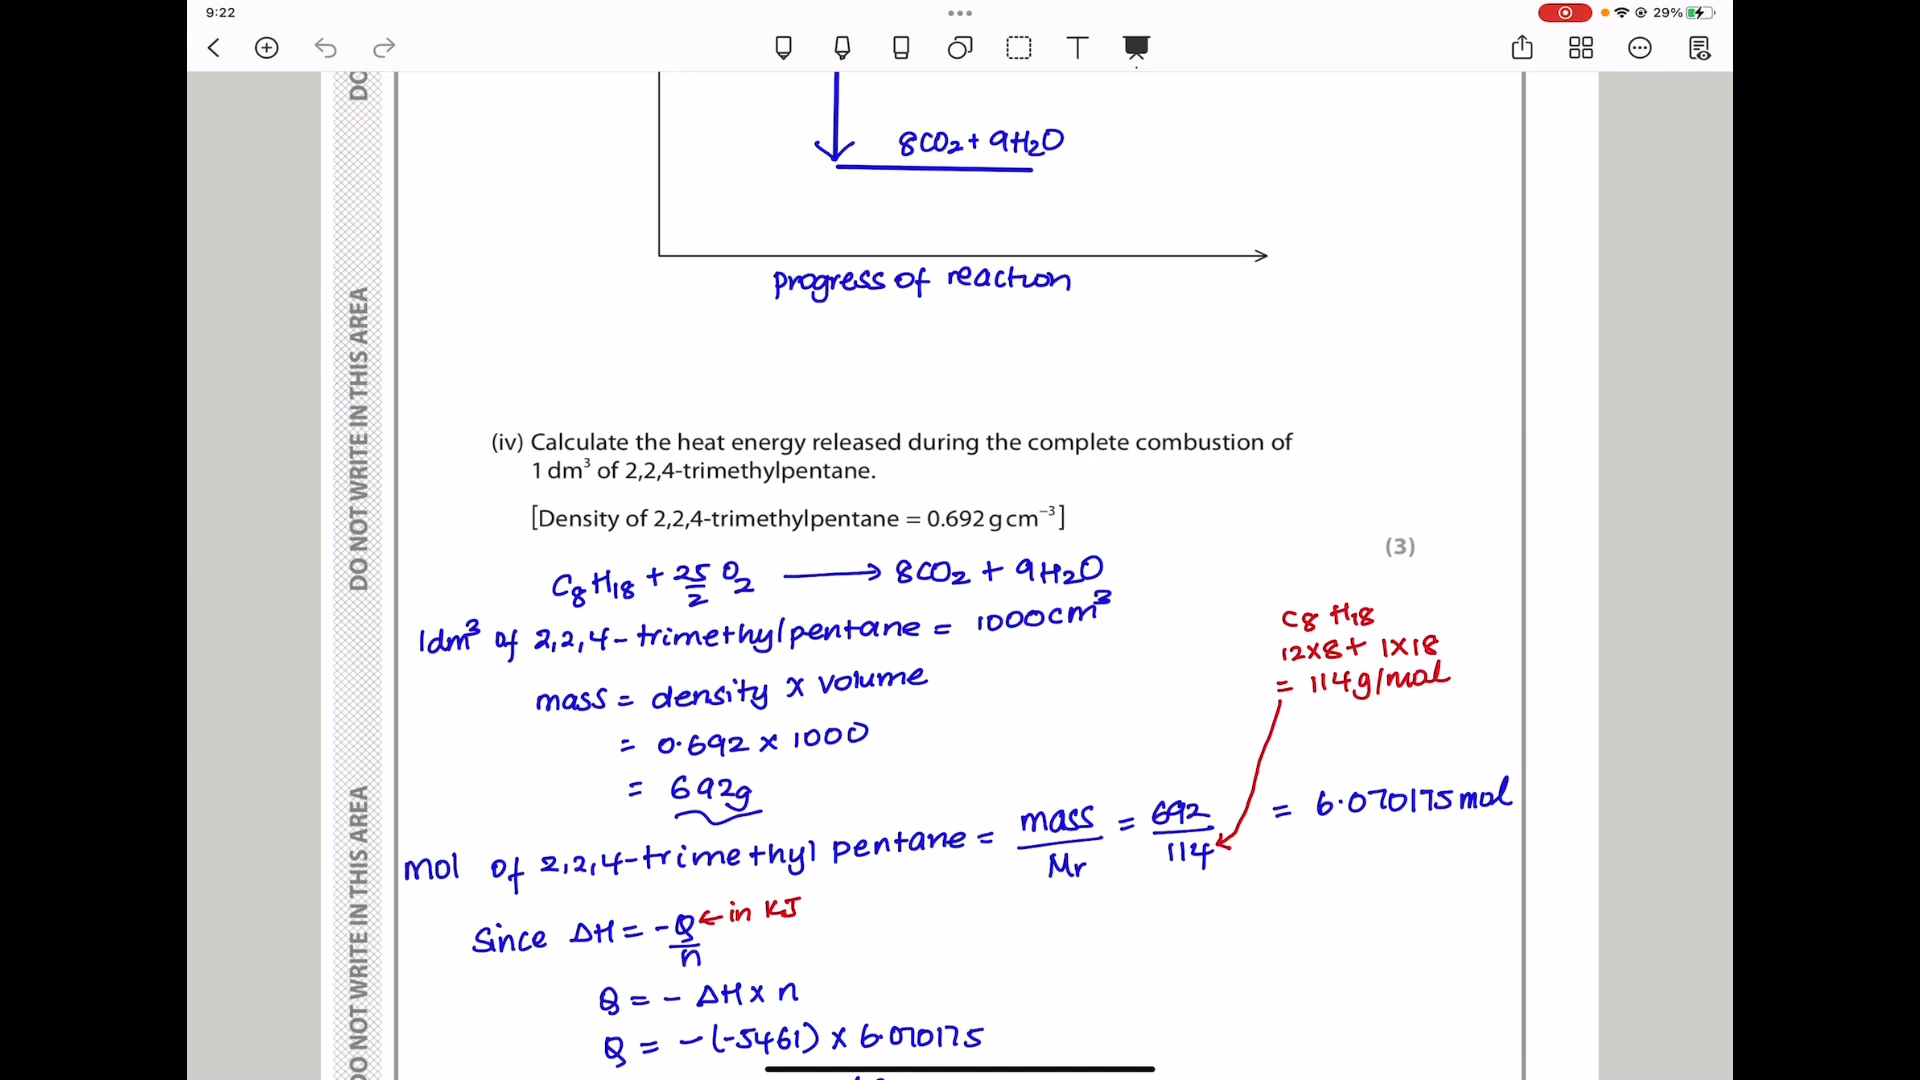 9:22
29%
8CO₂ + 9H₂O
progress of reaction
DO
DO NOT WRITE IN THIS AREA
DO NOT WRITE IN THIS AREA
(iv) Calculate the heat energy released during the complete combustion of
1 dm³ of 2,2,4-trimethylpentane.
[Density of 2,2,4-trimethylpentane = 0.692 g cm⁻³]
(3)
C₈H₁₈ + 25/2 O₂ ⟶ 8CO₂ + 9H₂O
1dm³ of 2,2,4-trimethylpentane = 1000cm³
C₈H₁₈
12×8 + 1×18
= 114g/mol
mass = density × volume
= 0.692 × 1000
= 692g
mol of 2,2,4-trimethyl pentane = mass/Mr = 692/114 = 6.070175 mol
Since ΔH = -Q/n ← in KJ
Q = - ΔH × n
Q = -(-5461) × 6.070175